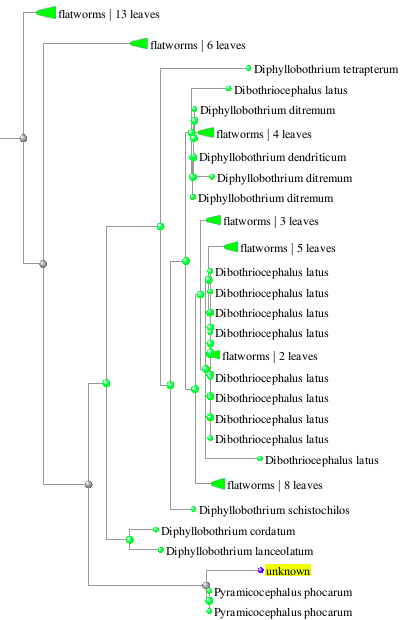 flatworms | 13 leaves
flatworms | 6 leaves
Diphyllobothrium tetrapterum
Dibothriocephalus latus
Diphyllobothrium ditremum
flatworms | 4 leaves
Diphyllobothrium dendriticum
Diphyllobothrium ditremum
Diphyllobothrium ditremum
flatworms | 3 leaves
flatworms | 5 leaves
Dibothriocephalus latus
Dibothriocephalus latus
Dibothriocephalus latus
Dibothriocephalus latus
flatworms | 2 leaves
Dibothriocephalus latus
Dibothriocephalus latus
Dibothriocephalus latus
Dibothriocephalus latus
Dibothriocephalus latus
flatworms | 8 leaves
Diphyllobothrium schistochilos
Diphyllobothrium cordatum
Diphyllobothrium lanceolatum
unknown
Pyramicocephalus phocarum
Pyramicocephalus phocarum